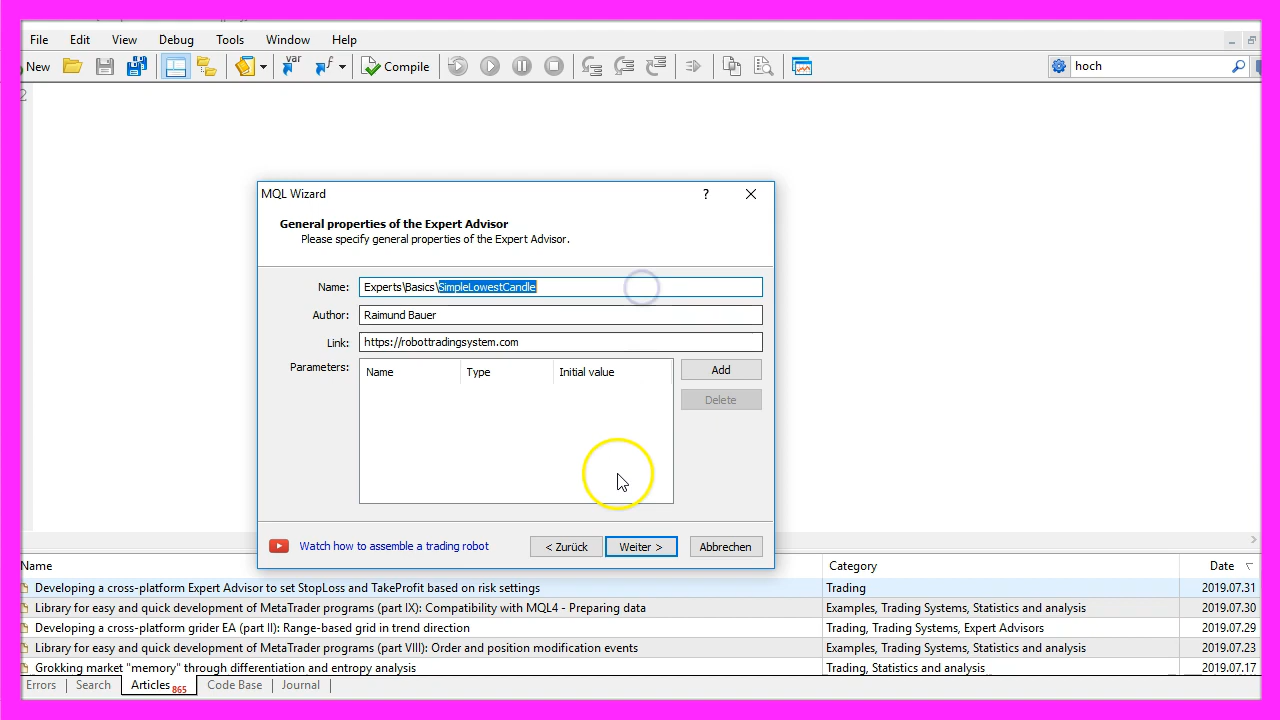 File Edit View Debug Tools Window Help
New var Compile hoch
2
MQL Wizard ?
General properties of the Expert Advisor
Please specify general properties of the Expert Advisor.
Name: Experts\Basics\SimpleLowestCandle
Author: Raimund Bauer
Link: https://robottradingsystem.com
Parameters: Name Type Initial value Add
Delete
Watch how to assemble a trading robot < Zurück Weiter > Abbrechen
Name Category Date
Developing a cross-platform Expert Advisor to set StopLoss and TakeProfit based on risk settings Trading 2019.07.31
Library for easy and quick development of MetaTrader programs (part IX): Compatibility with MQL4 - Preparing data Examples, Trading Systems, Statistics and analysis 2019.07.30
Developing a cross-platform grider EA (part II): Range-based grid in trend direction Trading, Trading Systems, Expert Advisors 2019.07.29
Library for easy and quick development of MetaTrader programs (part VIII): Order and position modification events Examples, Trading Systems, Statistics and analysis 2019.07.23
Grokking market "memory" through differentiation and entropy analysis Trading, Statistics and analysis 2019.07.17
Errors Search Articles 865 Code Base Journal